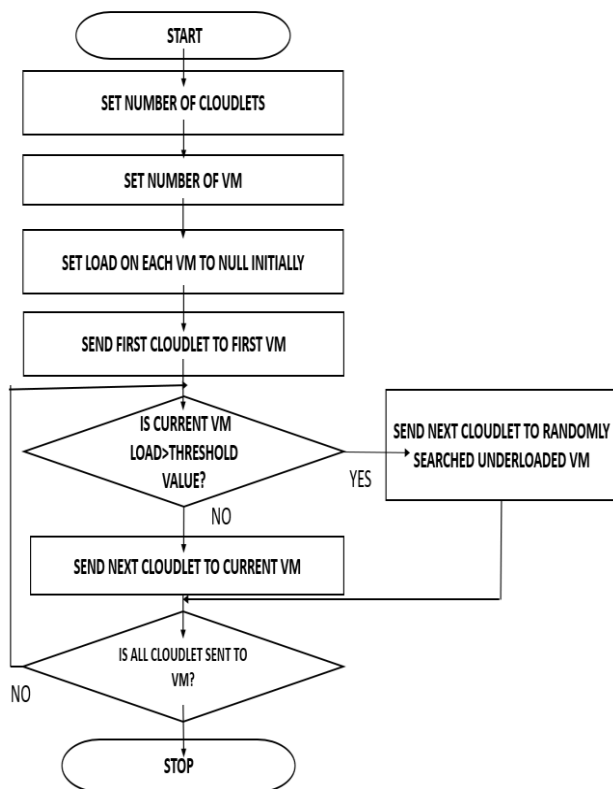 START
SET NUMBER OF CLOUDLETS
SET NUMBER OF VM
SET LOAD ON EACH VM TO NULL INITIALLY
SEND FIRST CLOUDLET TO FIRST VM
IS CURRENT VM
LOAD>THRESHOLD
VALUE?
YES
SEND NEXT CLOUDLET TO RANDOMLY
SEARCHED UNDERLOADED VM
NO
SEND NEXT CLOUDLET TO CURRENT VM
IS ALL CLOUDLET SENT TO
VM?
NO
STOP